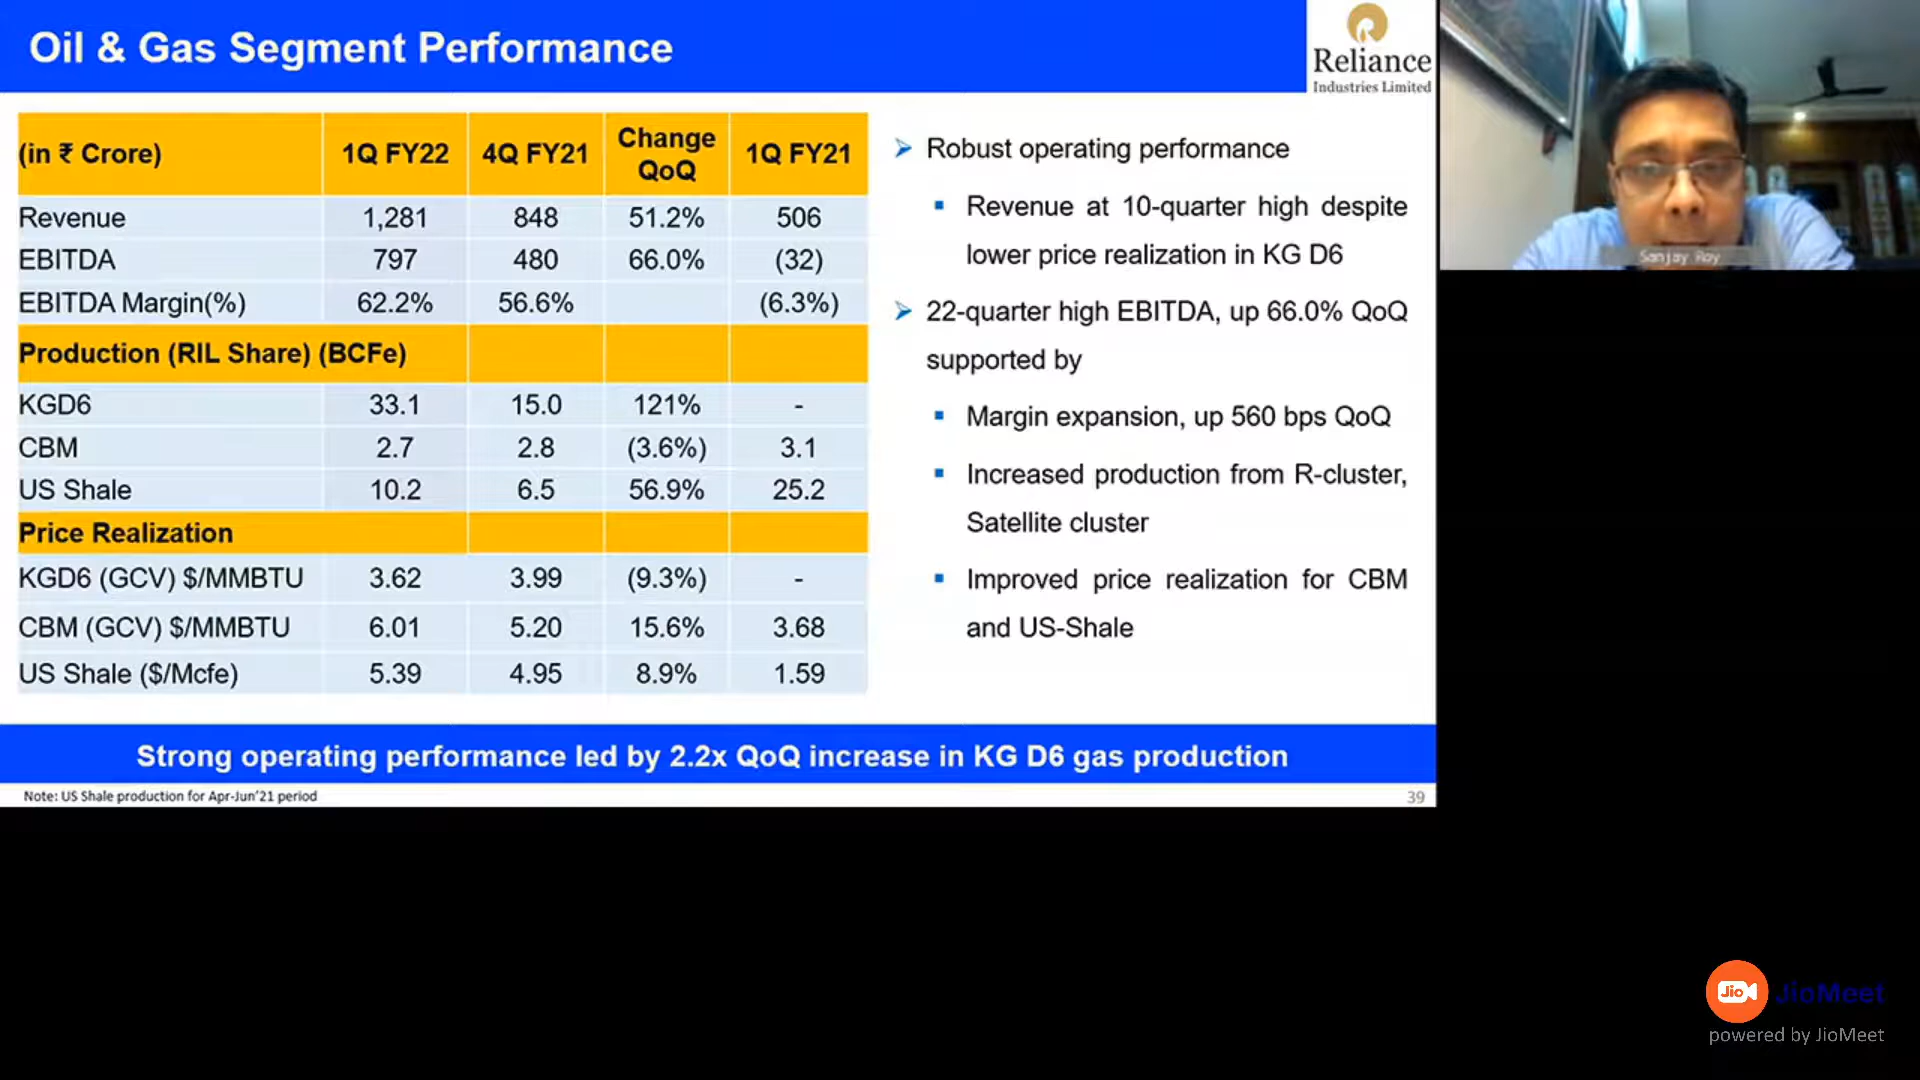 Oil & Gas Segment Performance
Reliance
Industries Limited
(in ₹ Crore) 1Q FY22 4Q FY21 Change QoQ 1Q FY21
Revenue 1,281 848 51.2% 506
EBITDA 797 480 66.0% (32)
EBITDA Margin(%) 62.2% 56.6% (6.3%)
Production (RIL Share) (BCFe)
KGD6 33.1 15.0 121% -
CBM 2.7 2.8 (3.6%) 3.1
US Shale 10.2 6.5 56.9% 25.2
Price Realization
KGD6 (GCV) $/MMBTU 3.62 3.99 (9.3%) -
CBM (GCV) $/MMBTU 6.01 5.20 15.6% 3.68
US Shale ($/Mcfe) 5.39 4.95 8.9% 1.59
➢ Robust operating performance
▪ Revenue at 10-quarter high despite
lower price realization in KG D6
➢ 22-quarter high EBITDA, up 66.0% QoQ
supported by
▪ Margin expansion, up 560 bps QoQ
▪ Increased production from R-cluster,
Satellite cluster
▪ Improved price realization for CBM
and US-Shale
Strong operating performance led by 2.2x QoQ increase in KG D6 gas production
Note: US Shale production for Apr-Jun'21 period
39
Sanjay Roy
Jio
JioMeet
powered by JioMeet